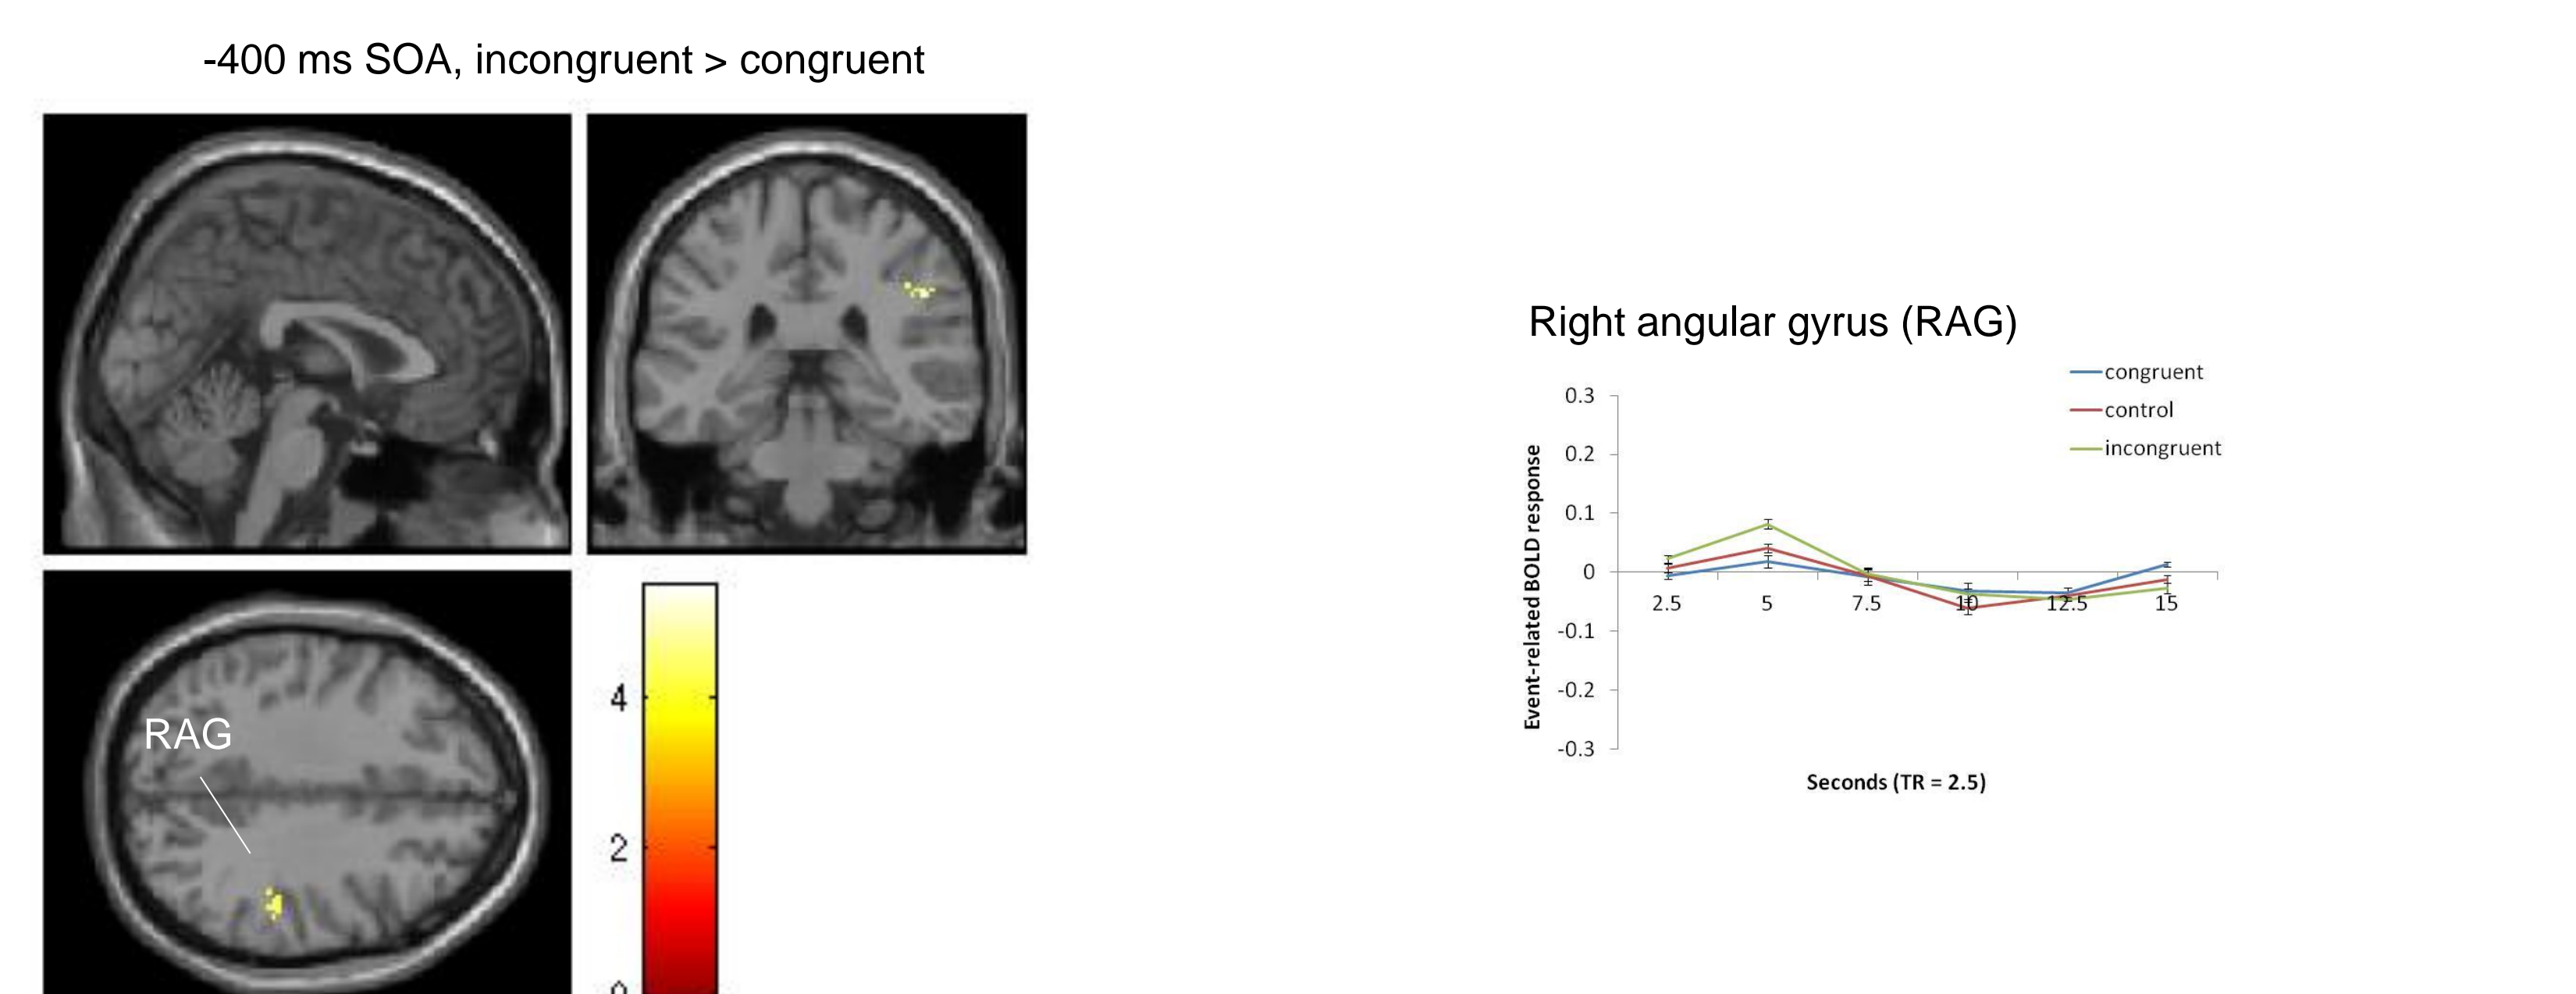 -400 ms SOA, incongruent > congruent
RAG
4
2
0
Right angular gyrus (RAG)
congruent
control
incongruent
0.3
0.2
0.1
0
-0.1
-0.2
-0.3
2.5 5 7.5 10 12.5 15
Event-related BOLD response
Seconds (TR = 2.5)